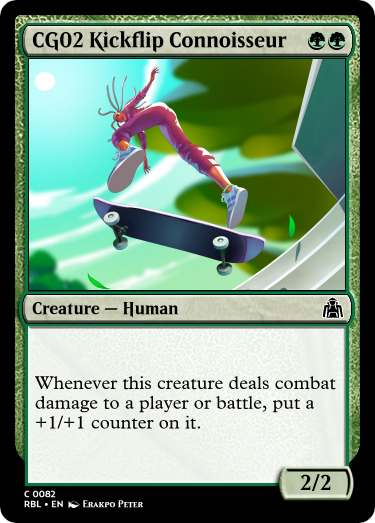 CG02 Kickflip Connoisseur
Creature — Human
Whenever this creature deals combat
damage to a player or battle, put a
+1/+1 counter on it.
2/2
C 0082
RBL • EN Erakpo Peter